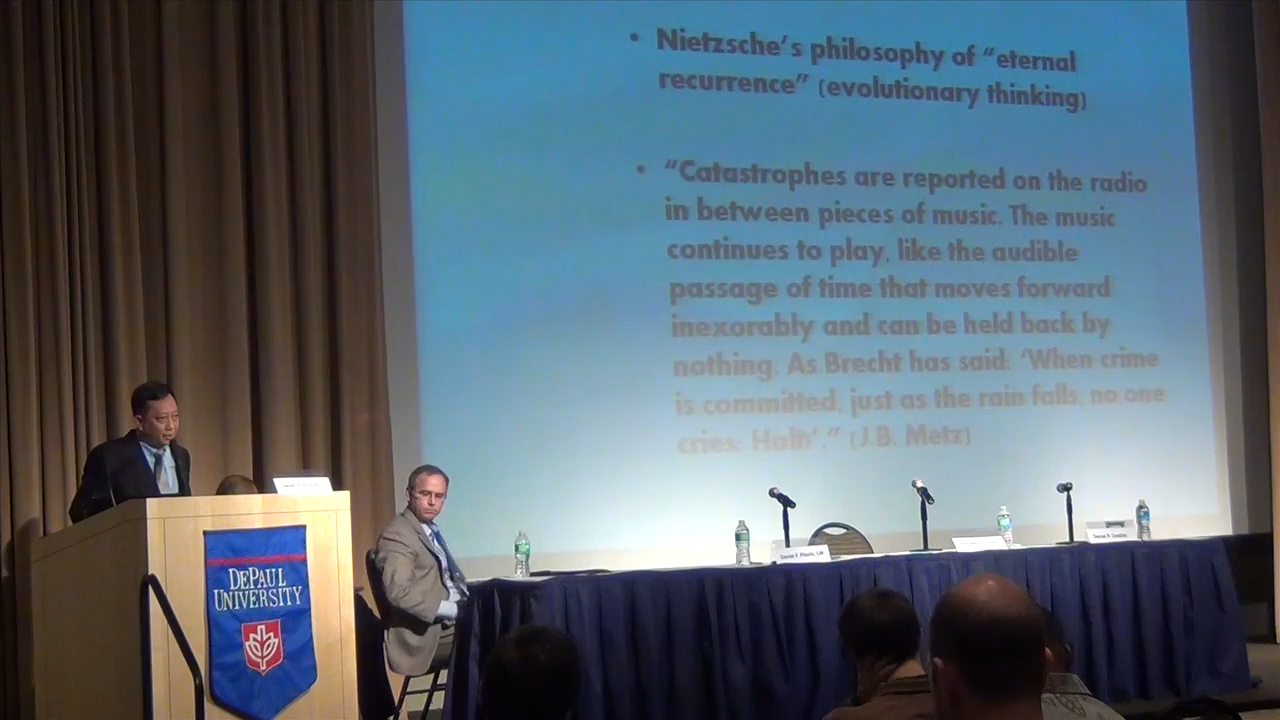 • Nietzsche's philosophy of "eternal
recurrence" (evolutionary thinking)
• "Catastrophes are reported on the radio
in between pieces of music. The music
continues to play, like the audible
passage of time that moves forward
inexorably and can be held back by
nothing. As Brecht has said: 'When crime
is committed, just as the rain falls, no one
cries: Halt!'." (J.B. Metz)
DEPAUL
UNIVERSITY